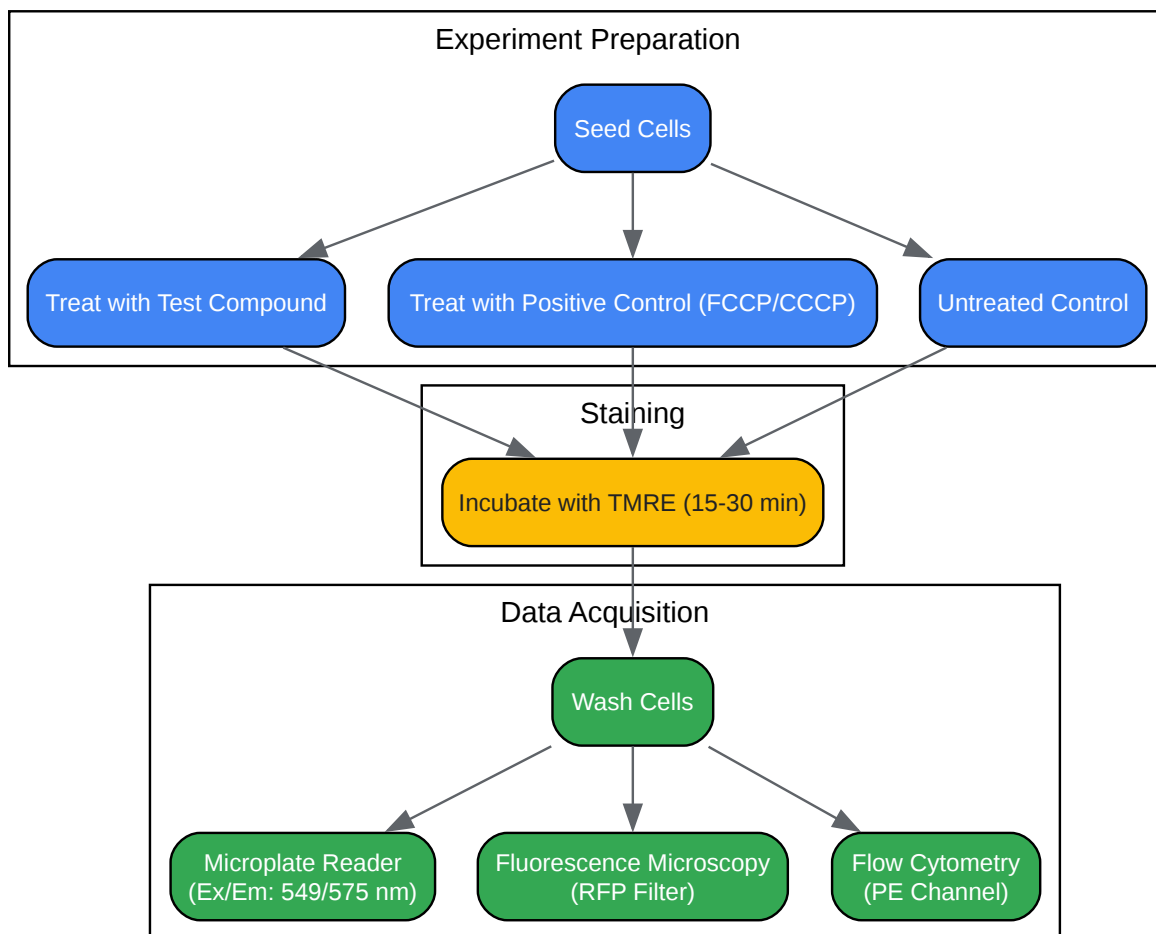 Experiment Preparation
Seed Cells
Treat with Test Compound
Treat with Positive Control (FCCP/CCCP)
Untreated Control
Staining
Incubate with TMRE (15-30 min)
Data Acquisition
Wash Cells
Microplate Reader
(Ex/Em: 549/575 nm)
Fluorescence Microscopy
(RFP Filter)
Flow Cytometry
(PE Channel)